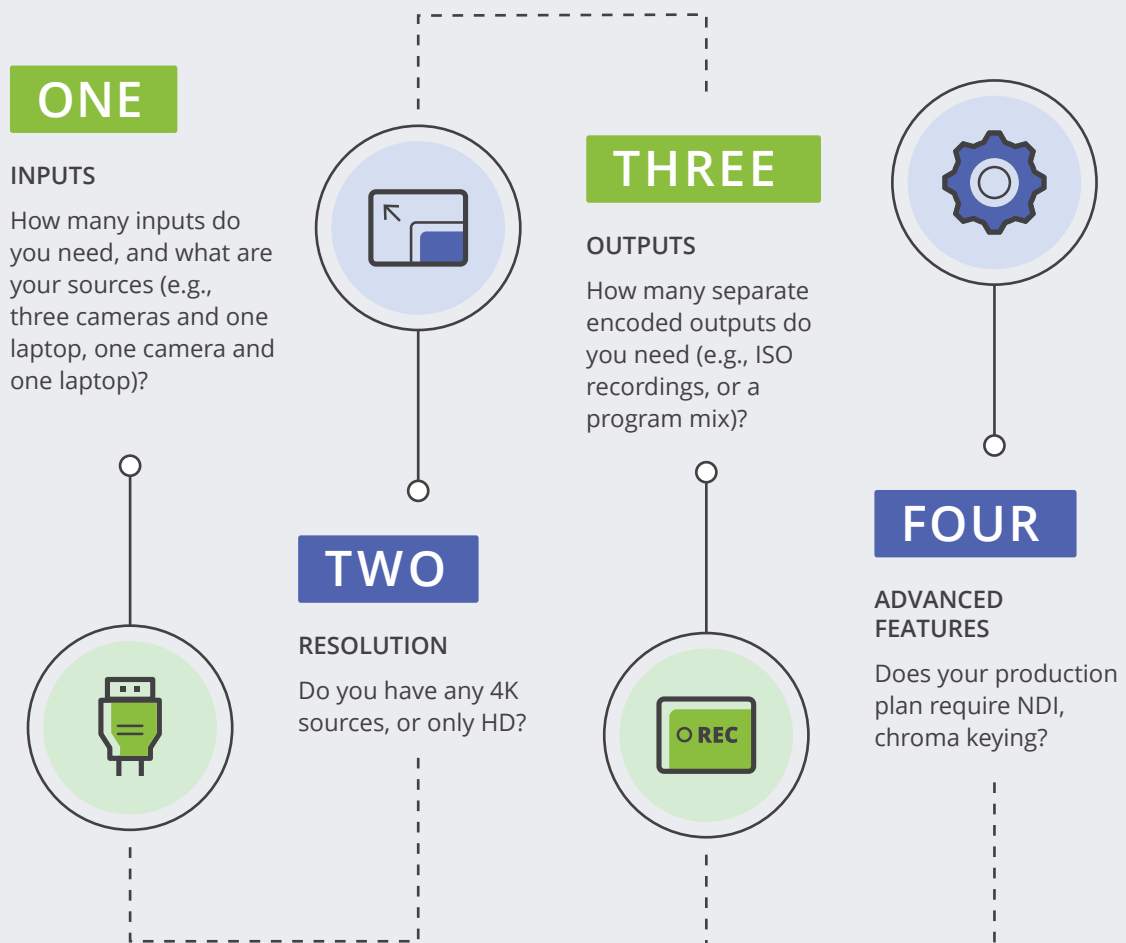 ONE
INPUTS
How many inputs do
you need, and what are
your sources (e.g.,
three cameras and one
laptop, one camera and
one laptop)?
TWO
RESOLUTION
Do you have any 4K
sources, or only HD?
THREE
OUTPUTS
How many separate
encoded outputs do
you need (e.g., ISO
recordings, or a
program mix)?
REC
FOUR
ADVANCED
FEATURES
Does your production
plan require NDI,
chroma keying?